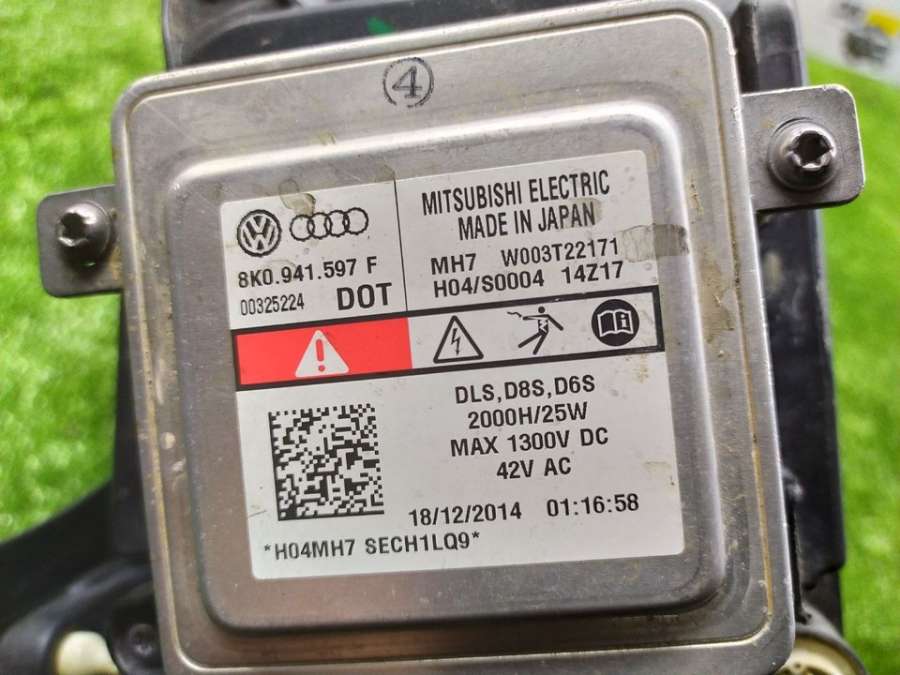 4
MITSUBISHI ELECTRIC
MADE IN JAPAN
8K0.941.597 F
00325224 DOT
MH7 W003T22171
H04/S0004 14Z17
DLS,D8S,D6S
2000H/25W
MAX 1300V DC
42V AC
18/12/2014 01:16:58
*H04MH7 SECH1LQ9*